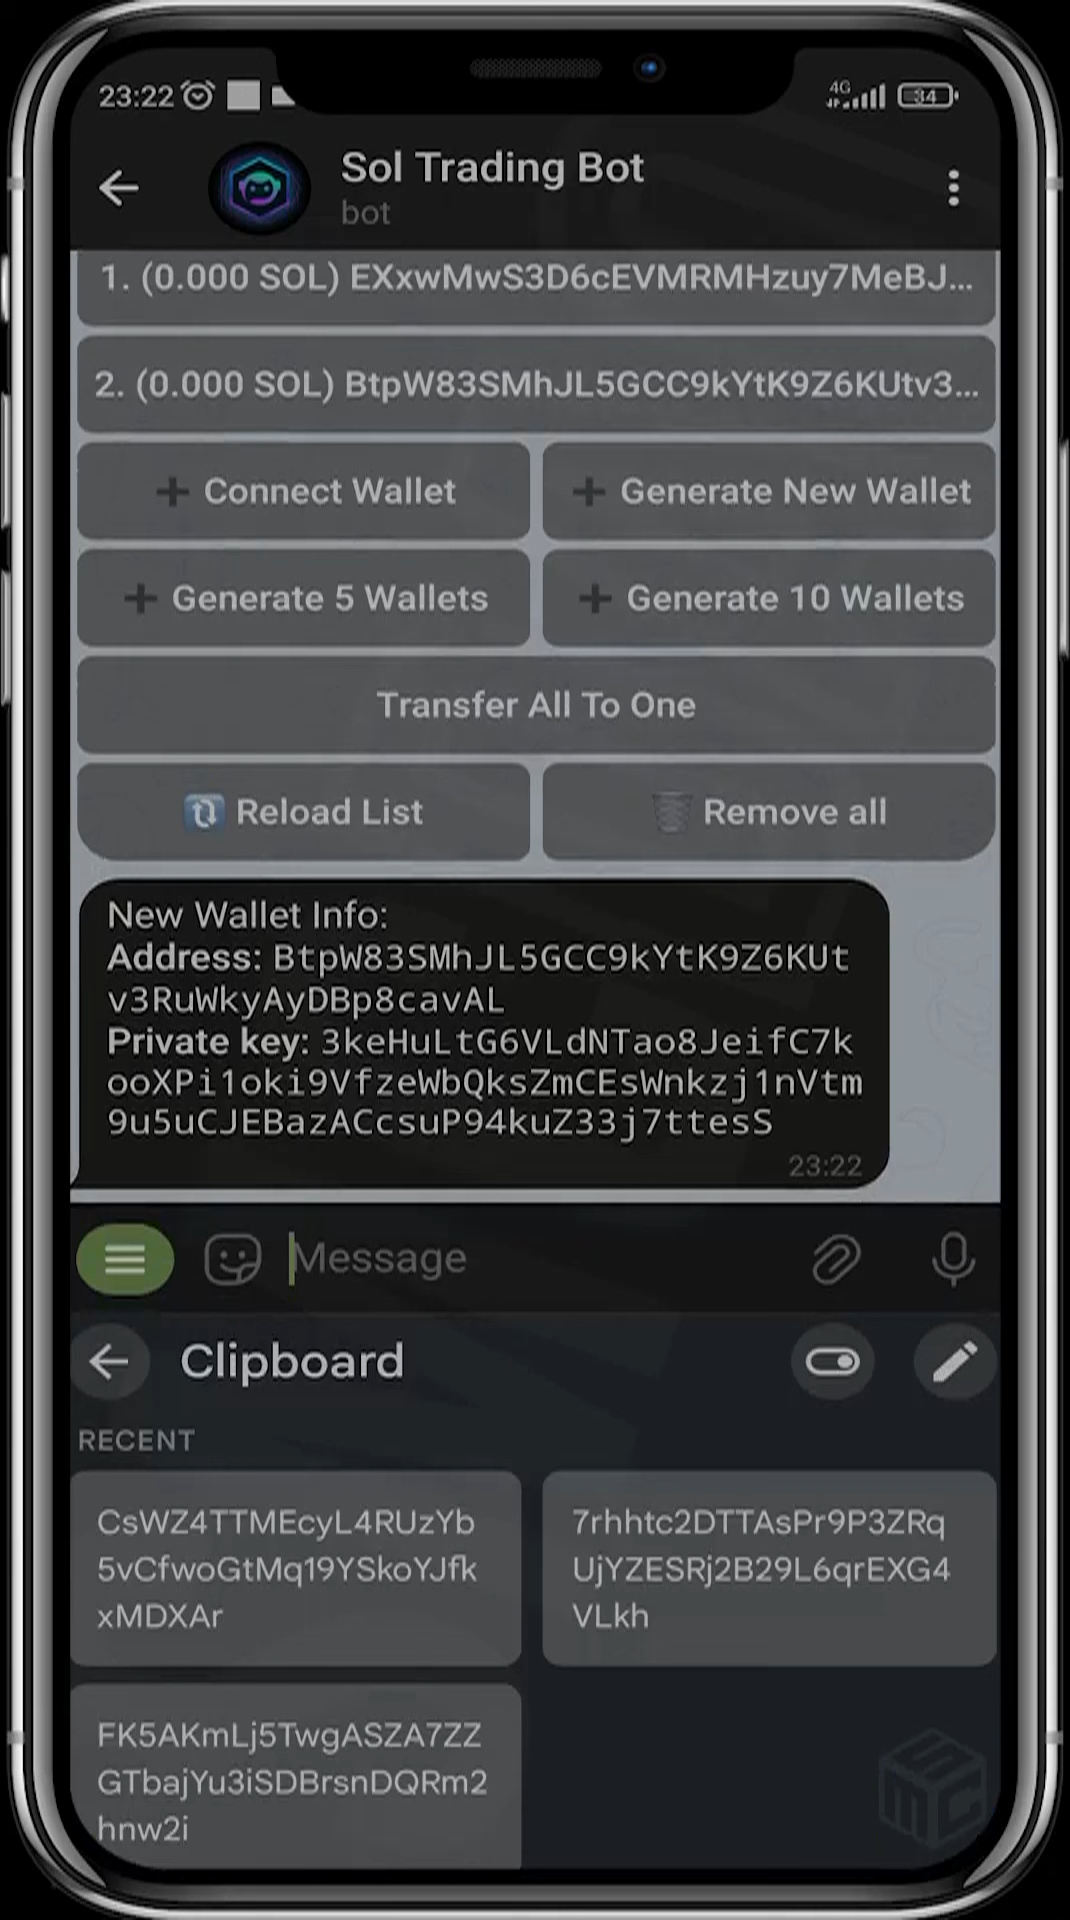 23:22
4G
34
Sol Trading Bot
bot
1. (0.000 SOL) EXxwMwS3D6cEVMRMHzuy7MeBJ...
2. (0.000 SOL) BtpW83SMhJL5GCC9kYtK9Z6KUtv3...
Connect Wallet
Generate New Wallet
Generate 5 Wallets
Generate 10 Wallets
Transfer All To One
Reload List
Remove all
New Wallet Info:
Address: BtpW83SMhJL5GCC9kYtK9Z6KUt
v3RuWkyAyDBp8cavAL
Private key: 3keHuLtG6VLdNTao8JeifC7k
ooXPi1oki9VfzeWbQksZmCEsWnkzj1nVtm
9u5uCJEBazACcsuP94kuZ33j7ttesS
23:22
Message
Clipboard
RECENT
CsWZ4TTMEcyL4RUzYb
5vCfwoGtMq19YSkoYJfk
xMDXAr
7rhhtc2DTTAsPr9P3ZRq
UjYZESRj2B29L6qrEXG4
VLkh
FK5AKmLj5TwgASZA7ZZ
GTbajYu3iSDBrsnDQRm2
hnw2i